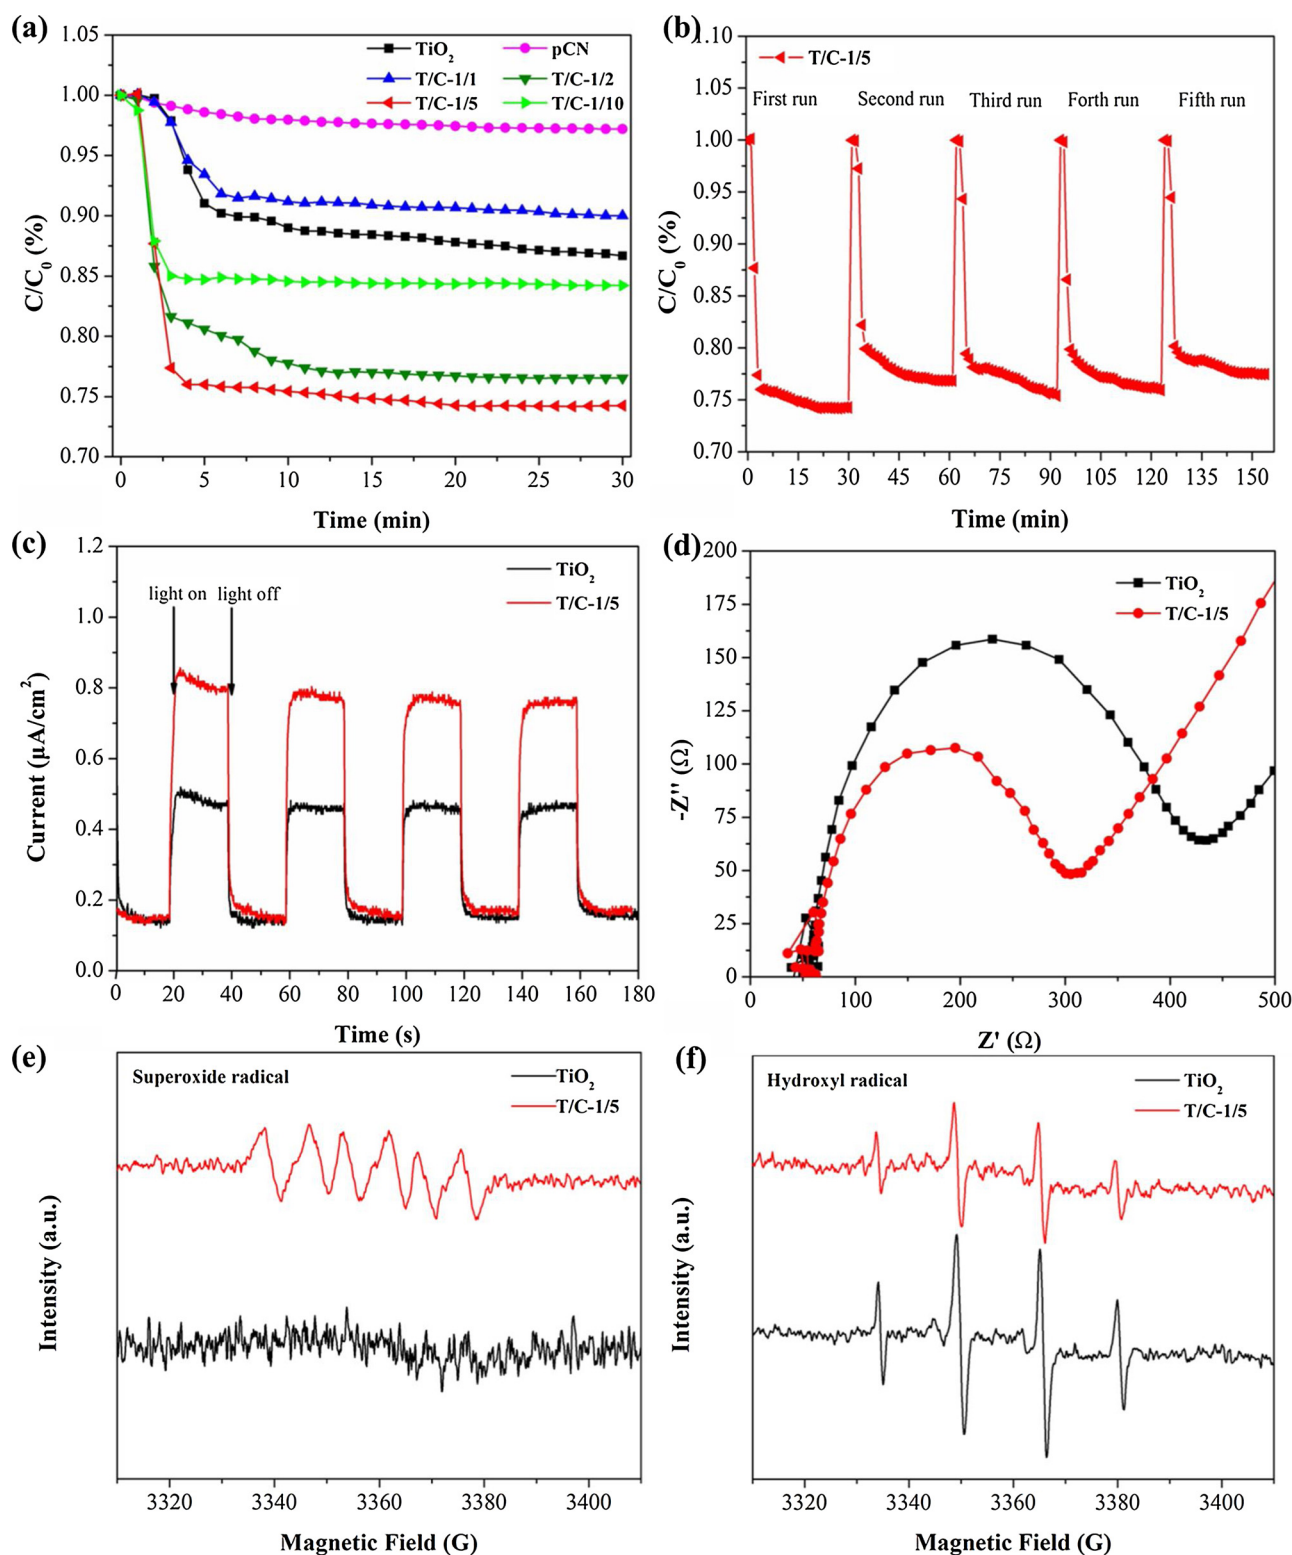 (a)
TiO2 pCN
T/C-1/1 T/C-1/2
T/C-1/5 T/C-1/10
1.05
1.00
0.95
0.90
0.85
0.80
0.75
0.70
C/C0 (%)
0 5 10 15 20 25 30
Time (min)
(b)
T/C-1/5
First run Second run Third run Forth run Fifth run
1.10
1.05
1.00
0.95
0.90
0.85
0.80
0.75
0.70
C/C0 (%)
0 15 30 45 60 75 90 105 120 135 150
Time (min)
(c)
TiO2
T/C-1/5
light on light off
1.2
1.0
0.8
0.6
0.4
0.2
0.0
Current (μA/cm2)
0 20 40 60 80 100 120 140 160 180
Time (s)
(d)
TiO2
T/C-1/5
200
175
150
125
100
75
50
25
0
-Z'' (Ω)
0 100 200 300 400 500
Z' (Ω)
(e)
Superoxide radical
TiO2
T/C-1/5
Intensity (a.u.)
3320 3340 3360 3380 3400
Magnetic Field (G)
(f)
Hydroxyl radical
TiO2
T/C-1/5
Intensity (a.u.)
3320 3340 3360 3380 3400
Magnetic Field (G)